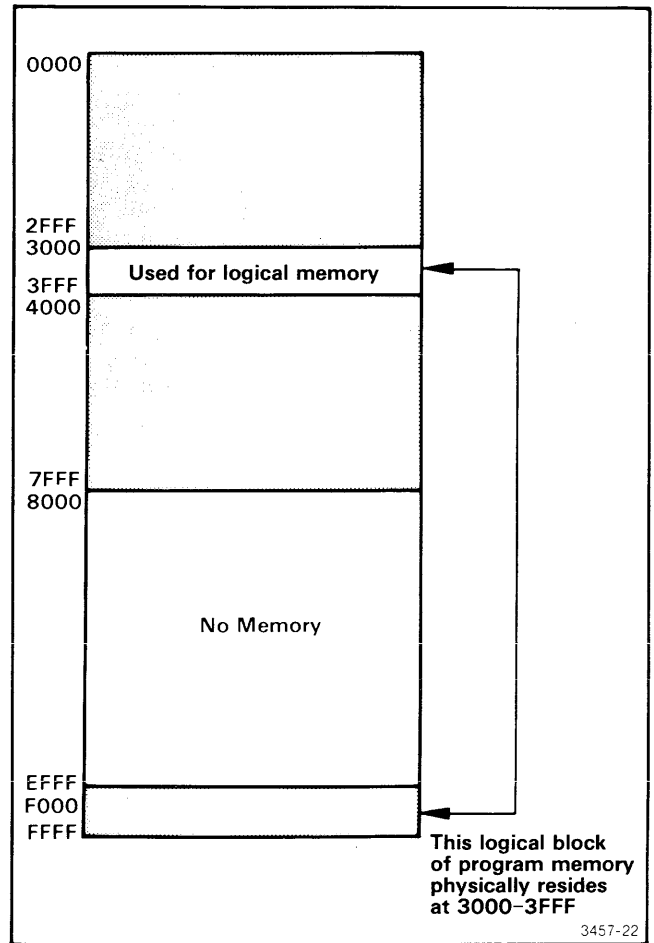 0000
2FFF
3000
Used for logical memory
3FFF
4000
7FFF
8000
No Memory
EFFF
F000
FFFF
This logical block
of program memory
physically resides
at 3000-3FFF
3457-22